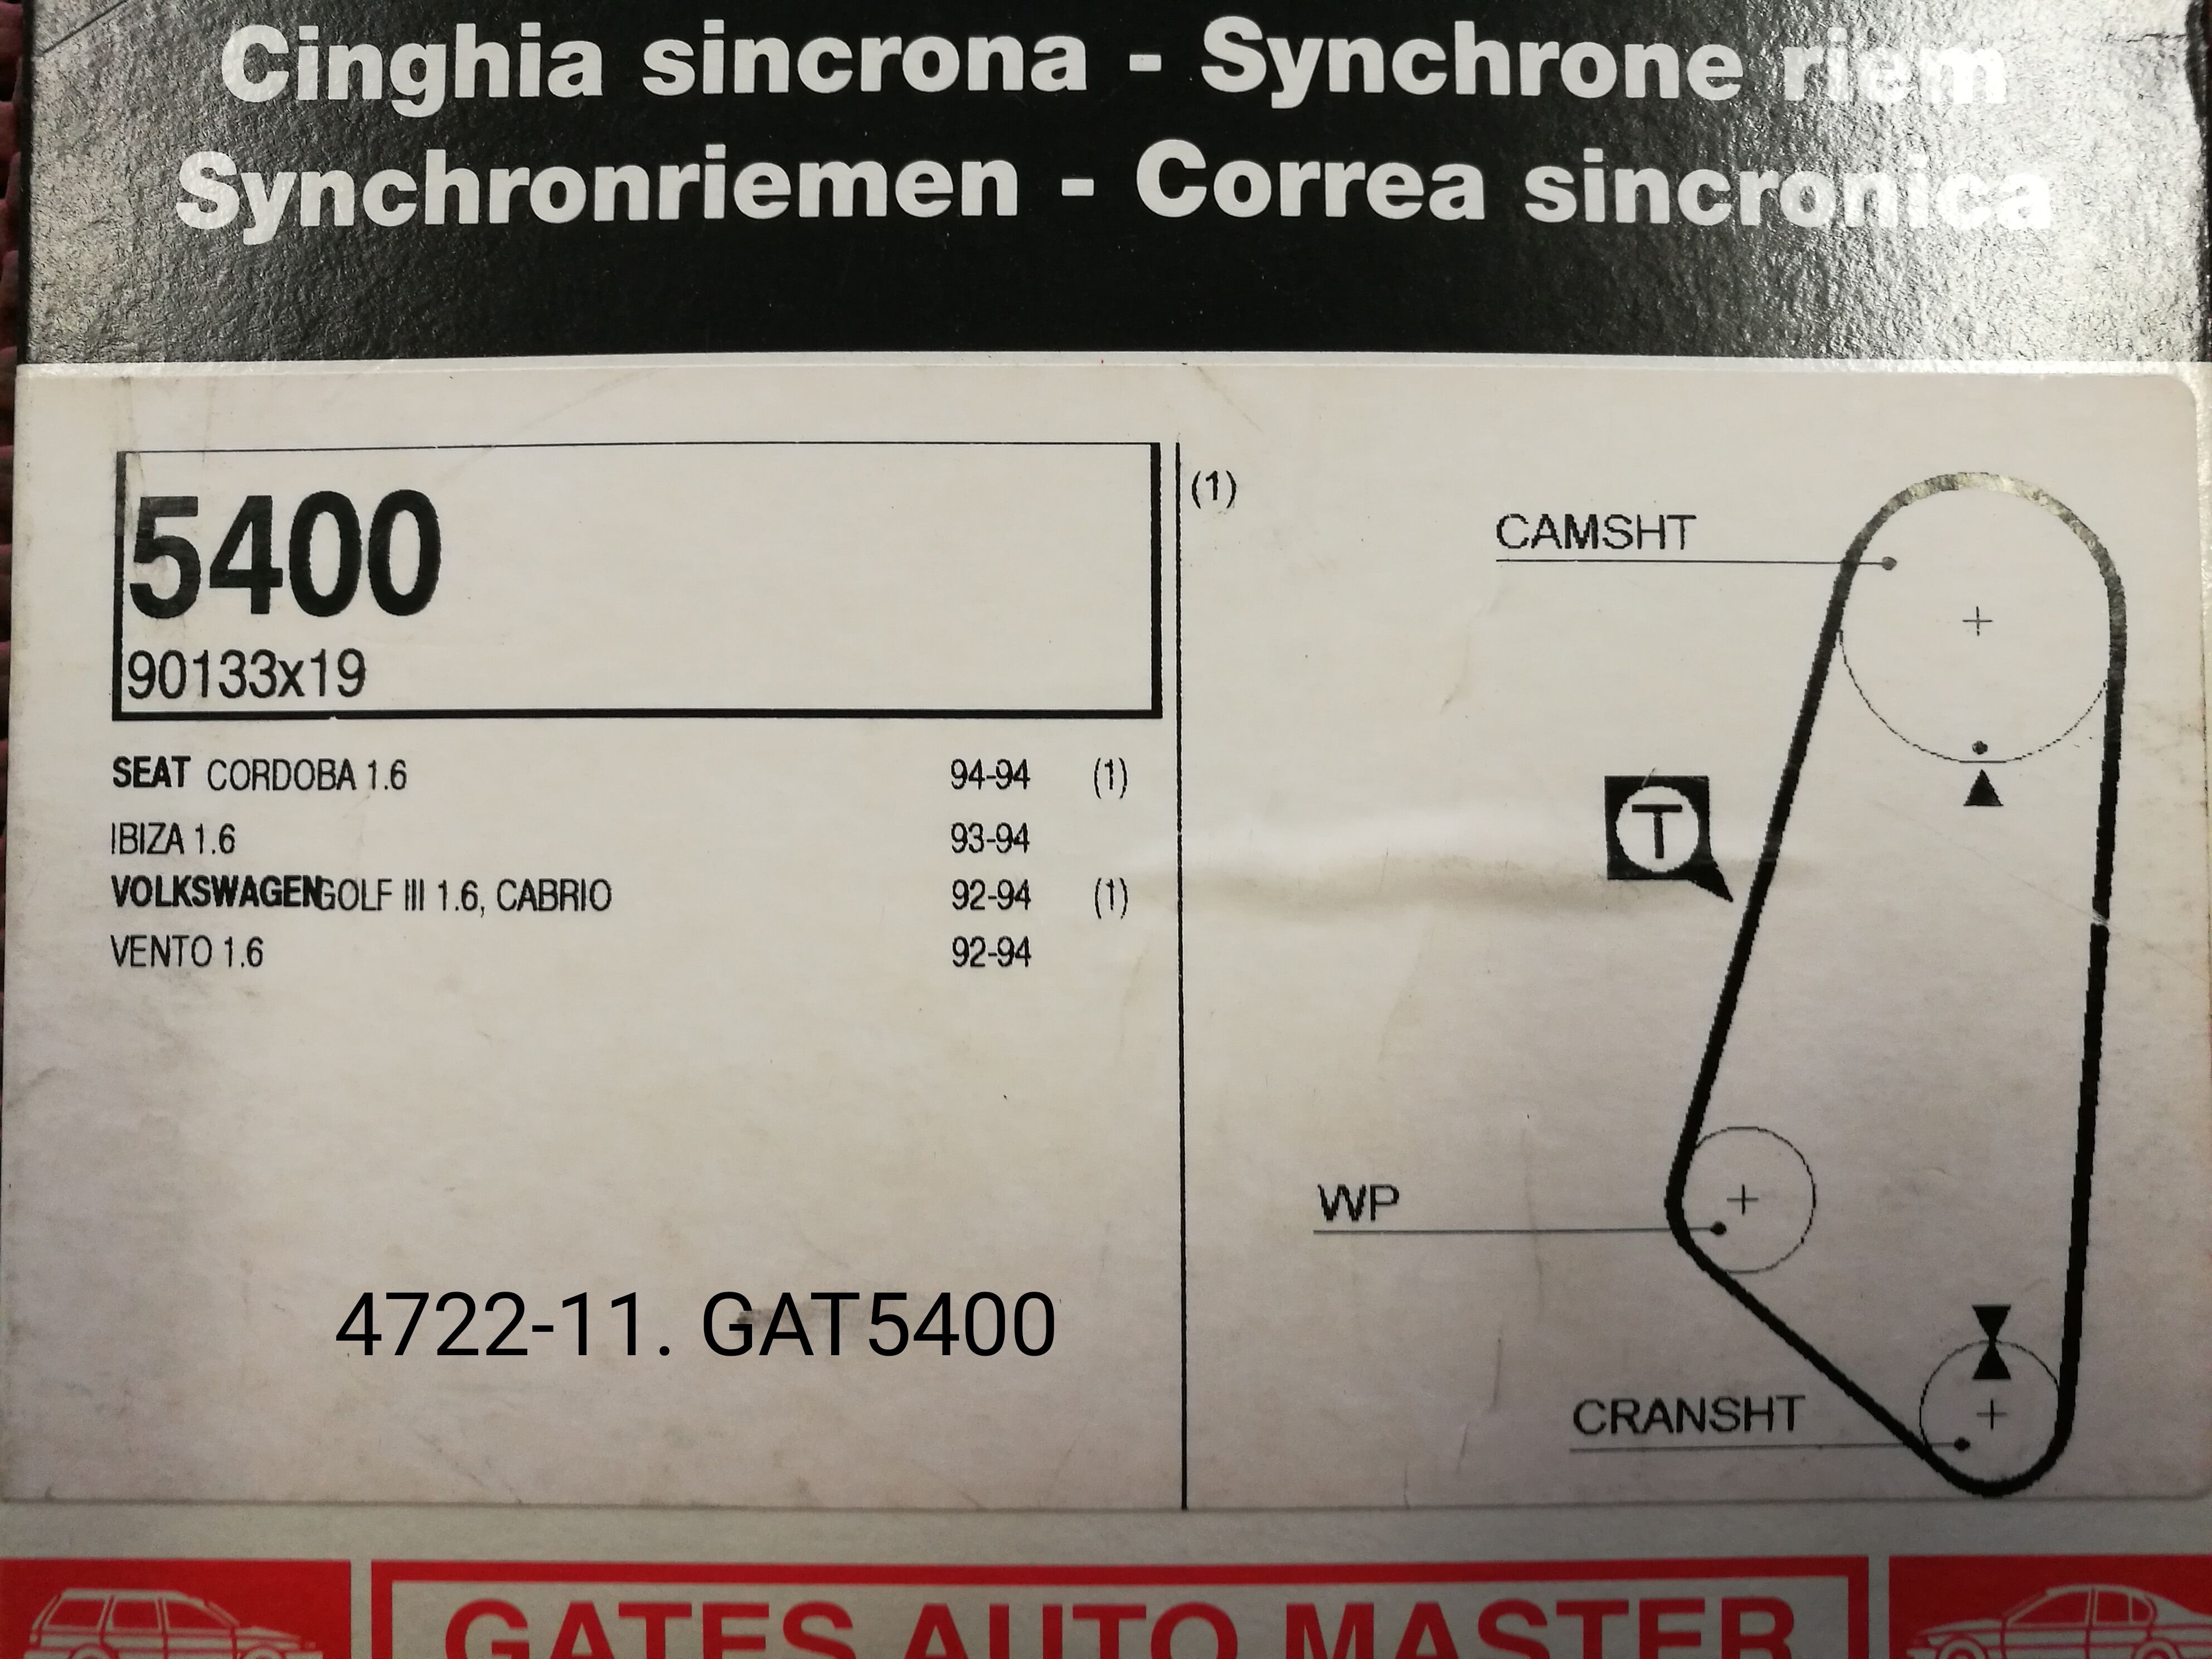 Cinghia sincrona - Synchrone riem
Synchronriemen - Correa sincronica
5400
90133x19
SEAT CORDOBA 1.6 94-94 (1)
IBIZA 1.6 93-94
VOLKSWAGEN GOLF III 1.6, CABRIO 92-94 (1)
VENTO 1.6 92-94
4722-11. GAT5400
(1)
CAMSHT
T
WP
CRANSHT
GATES AUTO MASTER